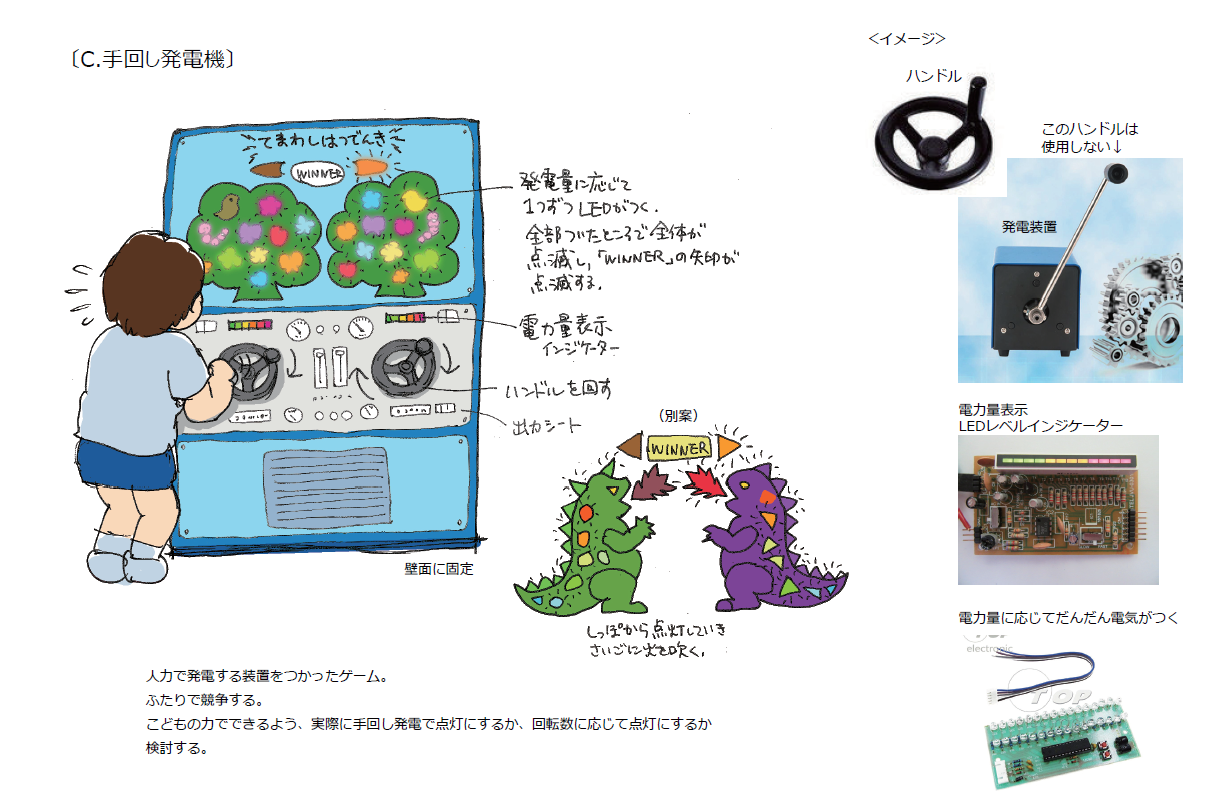 〔C.手回し発電機〕
＜イメージ＞
ハンドル
このハンドルは
使用しない↓
発電装置
てまわしはつでんき
WINNER
発電量に応じて
1つずつLEDがつく.
全部ついたところで全体が
点滅し,「WINNER」の矢印が
点滅する.
電力量表示
インジケーター
ハンドルを回す
出力シート
壁面に固定
（別案）
WINNER
しっぽから点灯していき
さいごに火を吹く.
電力量表示
LEDレベルインジケーター
電力量に応じてだんだん電気がつく
electronic
TOP
人力で発電する装置をつかったゲーム。
ふたりで競争する。
こどもの力でできるよう、実際に手回し発電で点灯にするか、回転数に応じて点灯にするか
検討する。